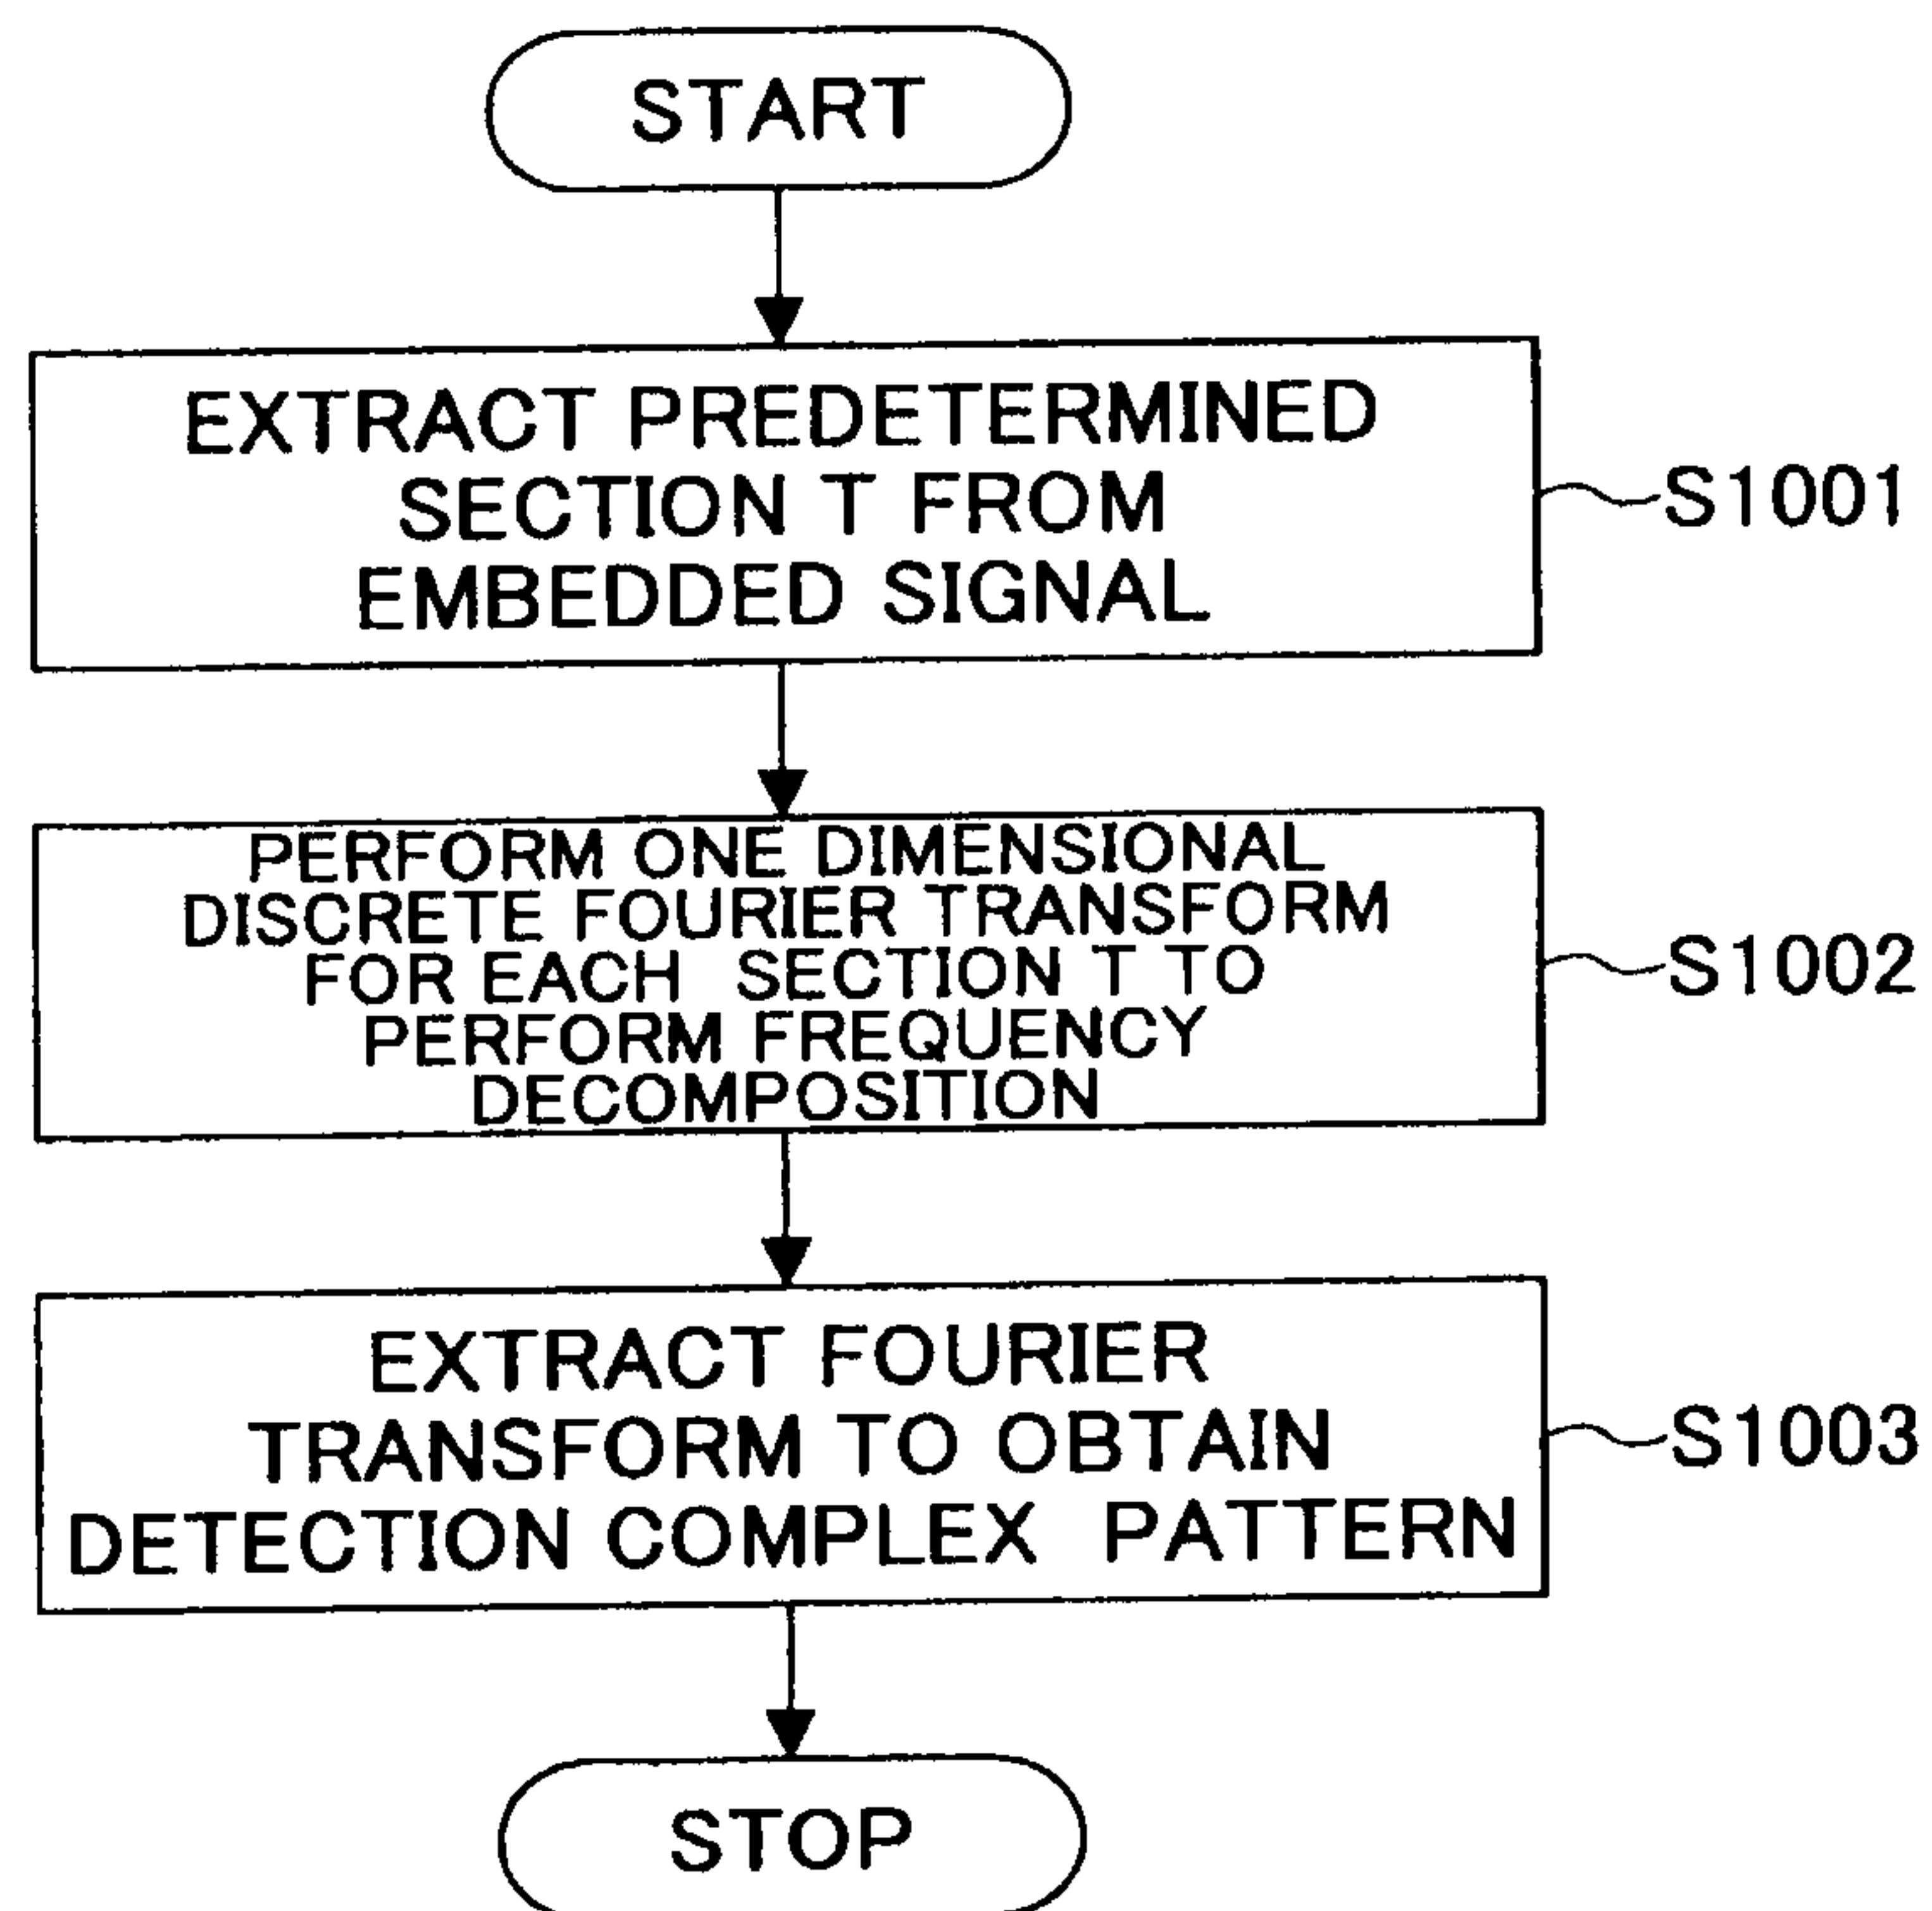 START
EXTRACT PREDETERMINED
SECTION T FROM
EMBEDDED SIGNAL
S1001
PERFORM ONE DIMENSIONAL
DISCRETE FOURIER TRANSFORM
FOR EACH SECTION T TO
PERFORM FREQUENCY
DECOMPOSITION
S1002
EXTRACT FOURIER
TRANSFORM TO OBTAIN
DETECTION COMPLEX PATTERN
S1003
STOP